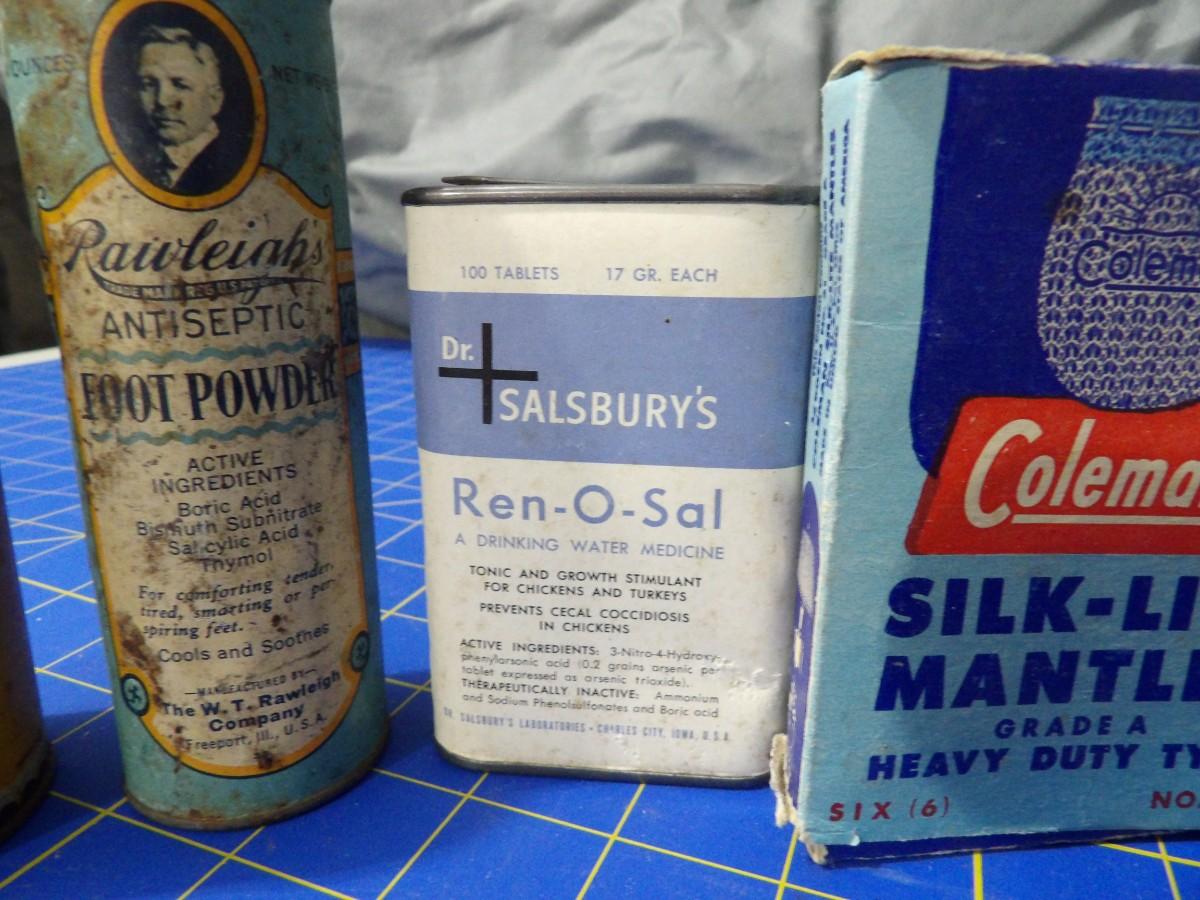 OUNCES NET WE
Rawleigh's
TRADE MARK REG. U.S. PAT. OFF.
ANTISEPTIC
FOOT POWDER
ACTIVE
INGREDIENTS
Boric Acid
Bismuth Subnitrate
Salicylic Acid
Thymol
For comforting tender,
tired, smarting or per-
spiring feet.
Cools and Soothes
—MANUFACTURED BY—
The W. T. Rawleigh
Company
Freeport, Ill., U.S.A.
100 TABLETS 17 GR. EACH
Dr.
SALSBURY'S
Ren-O-Sal
A DRINKING WATER MEDICINE
TONIC AND GROWTH STIMULANT
FOR CHICKENS AND TURKEYS
PREVENTS CECAL COCCIDIOSIS
IN CHICKENS
ACTIVE INGREDIENTS: 3-Nitro-4-Hydroxy-
phenylarsonic acid (0.2 grains arsenic per
tablet expressed as arsenic trioxide).
THERAPEUTICALLY INACTIVE: Ammonium
and Sodium Phenolsulfonates and Boric acid
DR. SALSBURY'S LABORATORIES • CHARLES CITY, IOWA, U.S.A.
Colem
Colema
SILK-LI
MANTL
GRADE A
HEAVY DUTY TY
SIX (6) NO